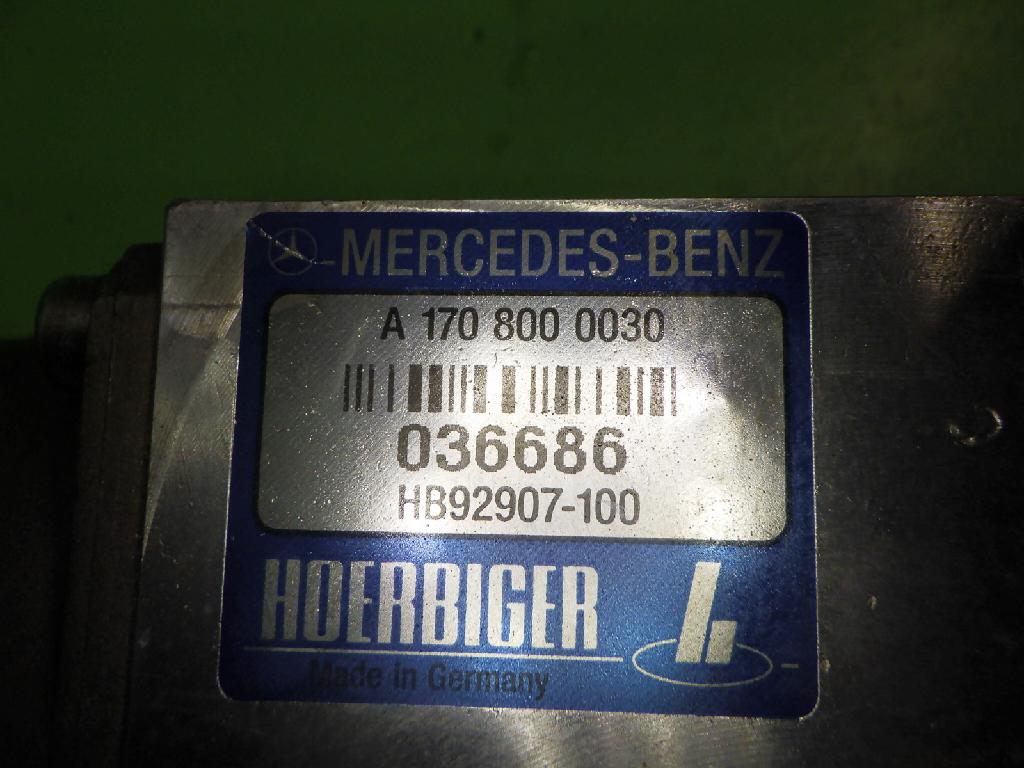 MERCEDES-BENZ
A 170 800 0030
036686
HB92907-100
HOERBIGER
Made in Germany